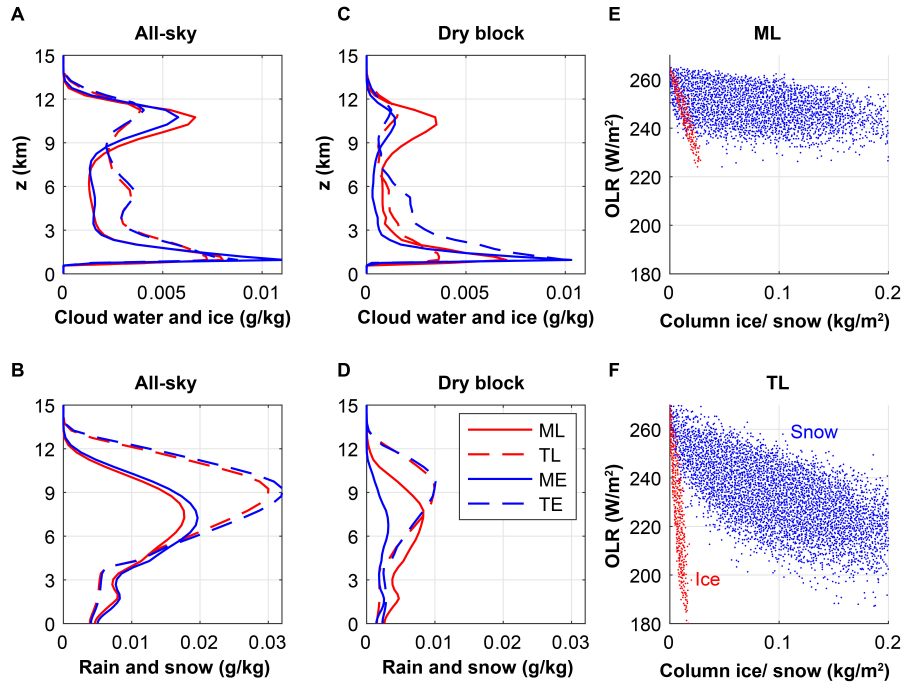 A
All-sky
15
12
9
6
3
0
z (km)
0
0.005
0.01
Cloud water and ice (g/kg)
C
Dry block
15
12
9
6
3
0
z (km)
0
0.005
0.01
Cloud water and ice (g/kg)
E
ML
260
240
220
200
180
OLR (W/m²)
0
0.1
0.2
Column ice/ snow (kg/m²)
B
All-sky
15
12
9
6
3
0
z (km)
0
0.01
0.02
0.03
Rain and snow (g/kg)
D
Dry block
15
12
9
6
3
0
z (km)
ML
TL
ME
TE
0
0.01
0.02
0.03
Rain and snow (g/kg)
F
TL
260
240
220
200
180
OLR (W/m²)
Snow
Ice
0
0.1
0.2
Column ice/ snow (kg/m²)